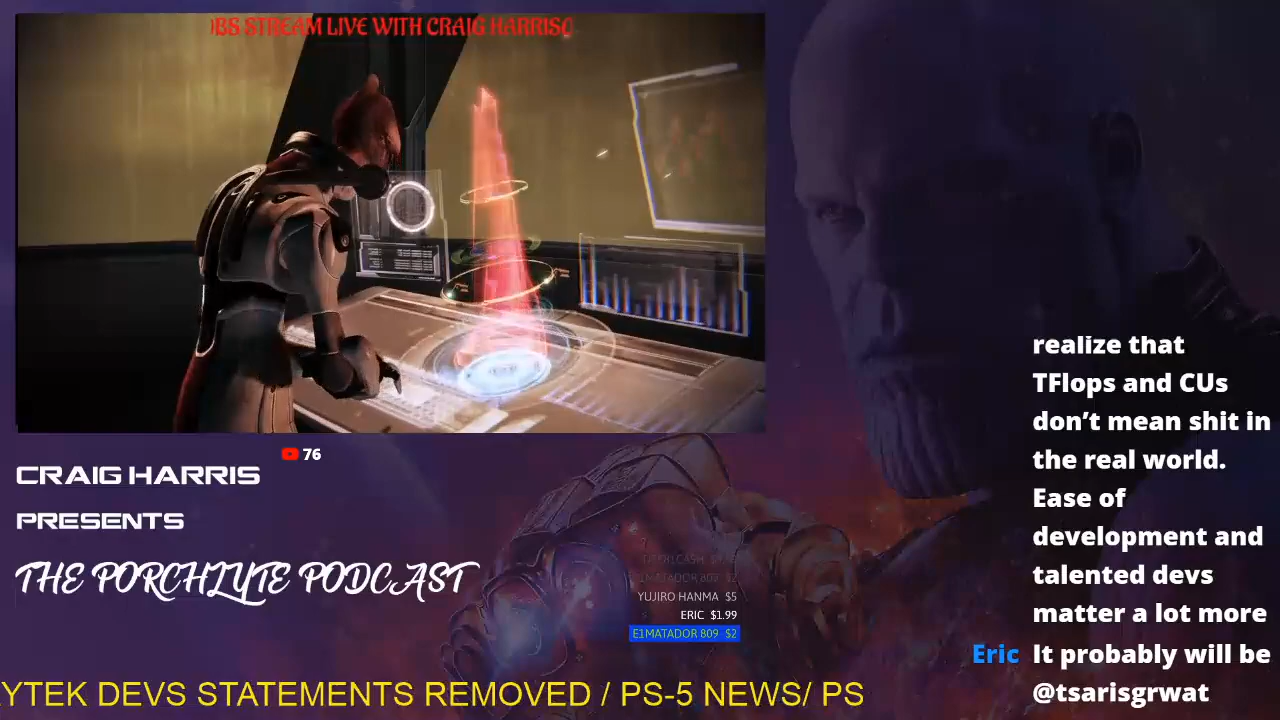 BS STREAM LIVE WITH CRAIG HARRIS
76
CRAIG HARRIS
PRESENTS
THE PORCHLYTE PODCAST
E1MATADOR 809 $2
YUJIRO HANMA $5
ERIC $1.99
E1MATADOR 809 $2
YTEK DEVS STATEMENTS REMOVED / PS-5 NEWS/ PS
realize that
TFlops and CUs
don’t mean shit in
the real world.
Ease of
development and
talented devs
matter a lot more
Eric It probably will be
@tsarisgrwat